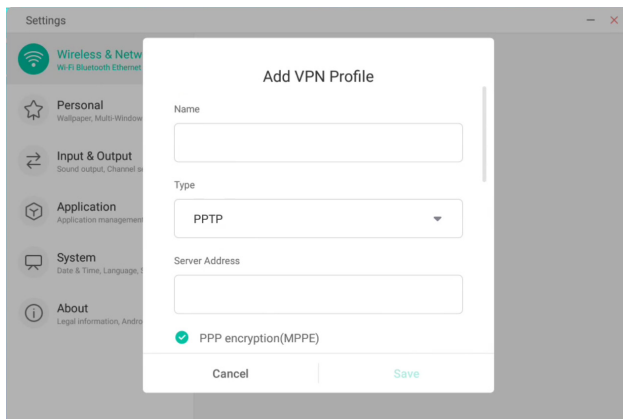 Settings
Wireless & Netw
Wi-Fi Bluetooth Ethernet
Personal
Wallpaper, Multi-Window
Input & Output
Sound output, Channel s
Application
Application management
System
Date & Time, Language, S
About
Legal information, Andro
Add VPN Profile
Name
Type
PPTP
Server Address
PPP encryption(MPPE)
Cancel
Save